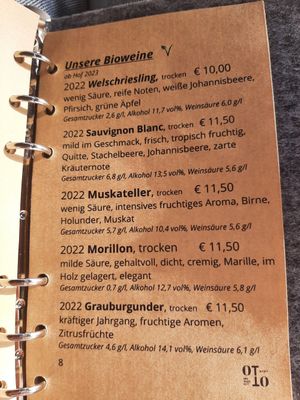 Unsere Bioweine
ab Hof 2023
2022 Welschriesling, trocken € 10,00
wenig Säure, reife Noten, weiße Johannisbeere,
Pfirsich, grüne Äpfel
Gesamtzucker 2,6 g/l, Alkohol 11,7 vol%, Weinsäure 6,0 g/l
2022 Sauvignon Blanc, trocken € 11,50
mild im Geschmack, frisch, tropisch fruchtig,
Quitte, Stachelbeere, Johannisbeere, zarte
Kräuternote
Gesamtzucker 6,8 g/l, Alkohol 13,5 vol%, Weinsäure 5,6 g/l
2022 Muskateller, trocken € 11,50
wenig Säure, intensives fruchtiges Aroma, Birne,
Holunder, Muskat
Gesamtzucker 5,7 g/l, Alkohol 10,4 vol%, Weinsäure 5,6 g/l
2022 Morillon, trocken € 11,50
milde Säure, gehaltvoll, dicht, cremig, Marille, im
Holz gelagert, elegant
Gesamtzucker 0,7 g/l, Alkohol 12,7 vol%, Weinsäure 5,8 g/l
2022 Grauburgunder, trocken € 11,50
kräftiger Jahrgang, fruchtige Aromen,
Zitrusfrüchte
Gesamtzucker 4,6 g/l, Alkohol 14,1 vol%, Weinsäure 6,1 g/l
8
OT
TO